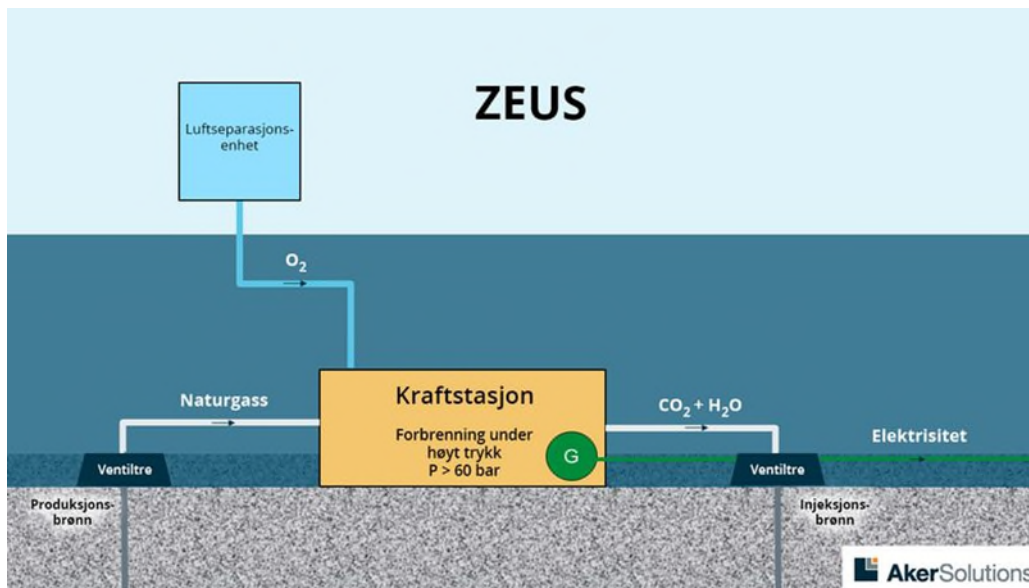 ZEUS
Luftseparasjons-
enhet
O₂
Naturgass
Kraftstasjon
Forbrenning under
høyt trykk
P > 60 bar
G
CO₂ + H₂O
Elektrisitet
Ventiltre
Ventiltre
Produksjons-
brønn
Injeksjons-
brønn
AkerSolutions